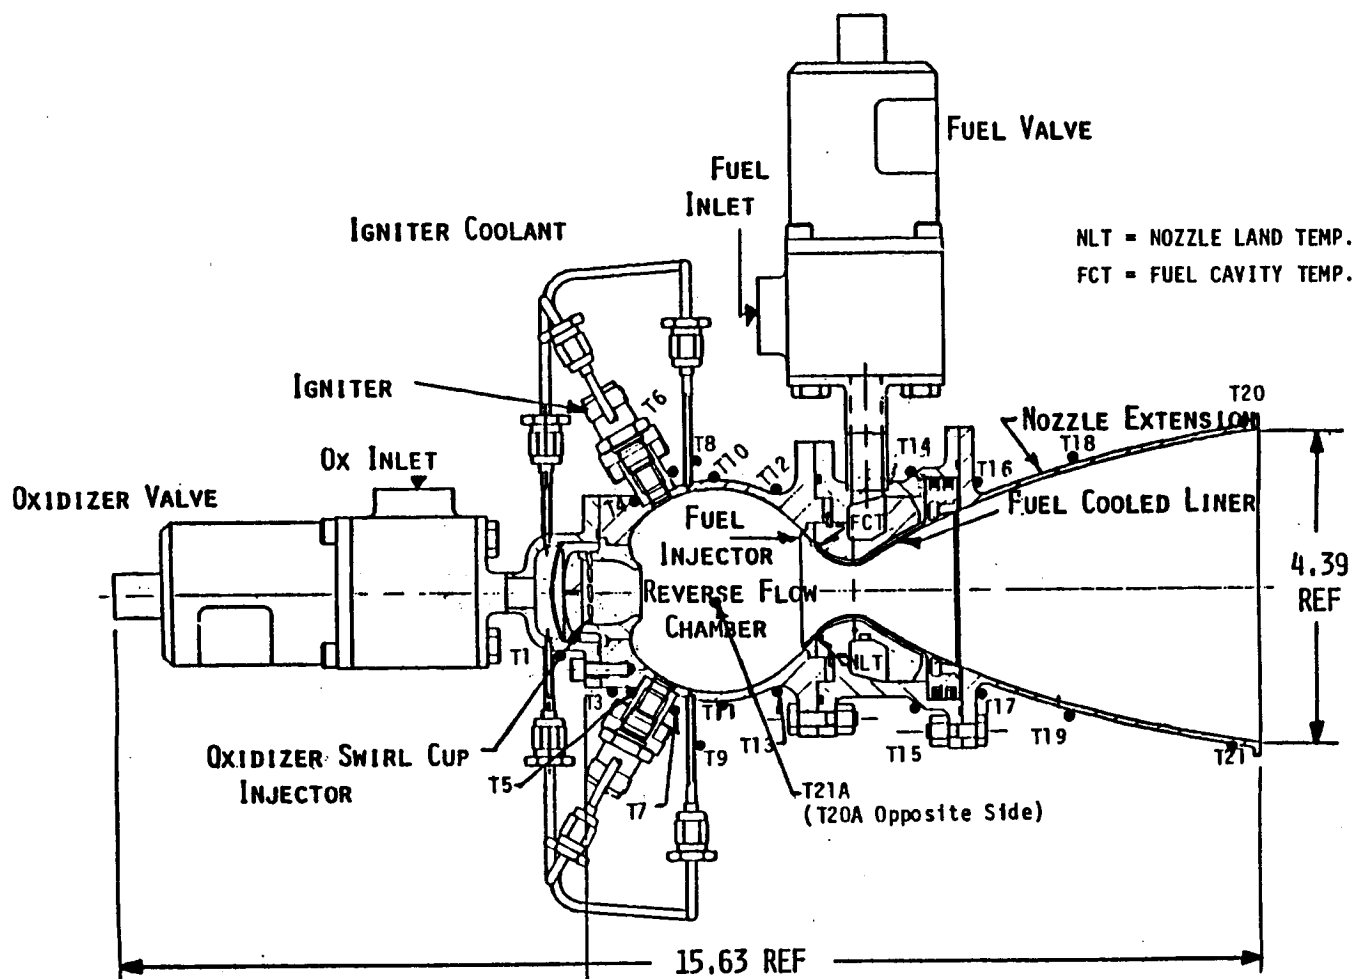 FUEL VALVE
FUEL
INLET
IGNITER COOLANT
NLT = NOZZLE LAND TEMP.
FCT = FUEL CAVITY TEMP.
IGNITER
T6
T20
NOZZLE EXTENSION
T8
T10
T12
T14
T18
OX INLET
T16
OXIDIZER VALVE
T4
FUEL COOLED LINER
FUEL
INJECTOR
FCT
REVERSE FLOW
CHAMBER
4.39
REF
T1
NLT
T3
T11
T17
T13
T15
T19
T9
T21
OXIDIZER SWIRL CUP
INJECTOR
T5
T7
T21A
(T20A Opposite Side)
15.63 REF